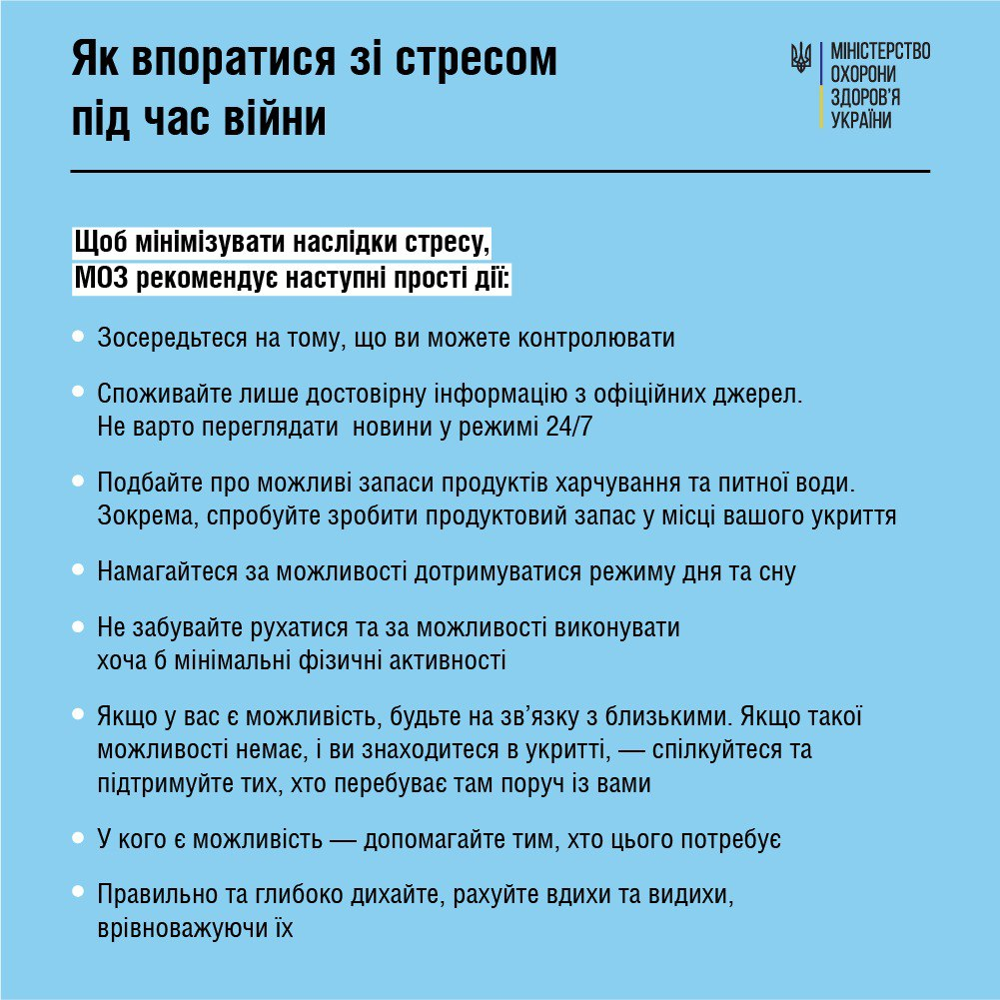 Як впоратися зі стресом
під час війни
МІНІСТЕРСТВО
ОХОРОНИ
ЗДОРОВ’Я
УКРАЇНИ
Щоб мінімізувати наслідки стресу,
МОЗ рекомендує наступні прості дії:
• Зосередьтеся на тому, що ви можете контролювати
• Споживайте лише достовірну інформацію з офіційних джерел.
Не варто переглядати  новини у режимі 24/7
• Подбайте про можливі запаси продуктів харчування та питної води.
Зокрема, спробуйте зробити продуктовий запас у місці вашого укриття
• Намагайтеся за можливості дотримуватися режиму дня та сну
• Не забувайте рухатися та за можливості виконувати
хоча б мінімальні фізичні активності
• Якщо у вас є можливість, будьте на зв’язку з близькими. Якщо такої
можливості немає, і ви знаходитеся в укритті, — спілкуйтеся та
підтримуйте тих, хто перебуває там поруч із вами
• У кого є можливість — допомагайте тим, хто цього потребує
• Правильно та глибоко дихайте, рахуйте вдихи та видихи,
врівноважуючи їх